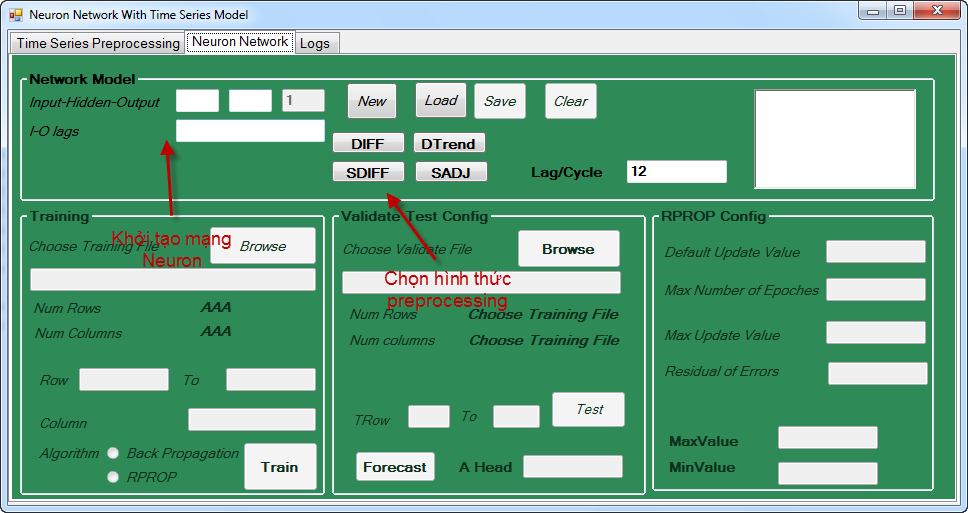 Neuron Network With Time Series Model
Time Series Preprocessing
Neuron Network
Logs
Network Model
Input-Hidden-Output
1
New
Load
Save
Clear
I-O lags
DIFF
DTrend
SDIFF
SADJ
Lag/Cycle
12
Training
Choose Training File
Browse
Khởi tạo mạng
Neuron
Num Rows
AAA
Num Columns
AAA
Row
To
Column
Algorithm
Back Propagation
RPROP
Train
Validate Test Config
Choose Validate File
Browse
Chọn hình thức
preprocessing
Num Rows
Choose Training File
Num columns
Choose Training File
TRow
To
Test
Forecast
A Head
RPROP Config
Default Update Value
Max Number of Epoches
Max Update Value
Residual of Errors
MaxValue
MinValue